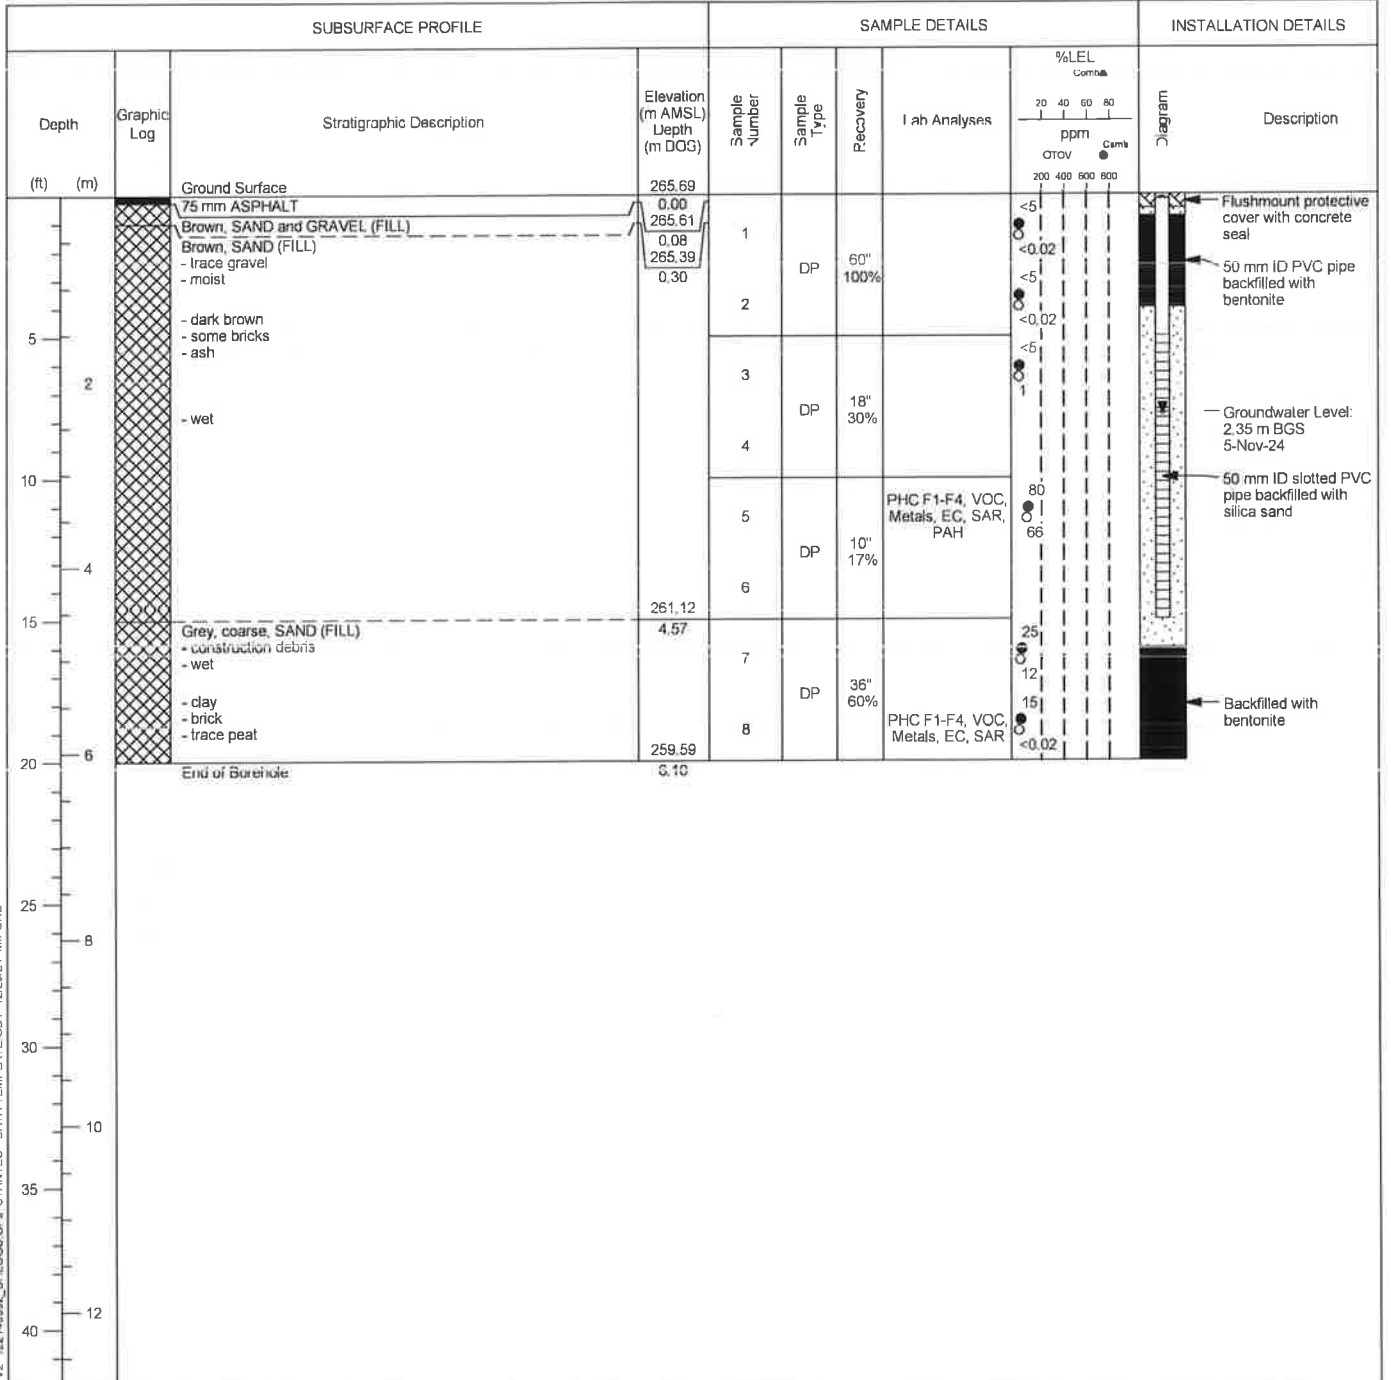 SUBSURFACE PROFILE
SAMPLE DETAILS
INSTALLATION DETAILS
Depth
Graphic
Log
Stratigraphic Description
Elevation
(m AMSL)
Depth
(m BGS)
Sample
Number
Sample
Type
Recovery
Lab Analyses
%LEL
Comb▲
20 40 60 80
ppm
OTOV ● Comb
200 400 600 800
Diagram
Description
(ft) (m)
Ground Surface
265.69
0.00
75 mm ASPHALT
265.61
0.08
Brown, SAND and GRAVEL (FILL)
265.39
0.30
Brown, SAND (FILL)
- trace gravel
- moist
- dark brown
- some bricks
- ash
- wet
261.12
4.57
Grey, coarse, SAND (FILL)
- construction debris
- wet
- clay
- brick
- trace peat
259.59
6.10
End of Borehole
1
2
DP
60"
100%
<5
<0.02
<5
<0.02
3
4
DP
18"
30%
<5
1
5
6
DP
10"
17%
PHC F1-F4, VOC,
Metals, EC, SAR,
PAH
80
66
7
8
DP
36"
60%
PHC F1-F4, VOC,
Metals, EC, SAR
25
12
15
<0.02
Flushmount protective
cover with concrete
seal
50 mm ID PVC pipe
backfilled with
bentonite
Groundwater Level:
2.35 m BGS
5-Nov-24
50 mm ID slotted PVC
pipe backfilled with
silica sand
Backfilled with
bentonite
5
2
10
4
15
6
20
25
8
30
10
35
12
40